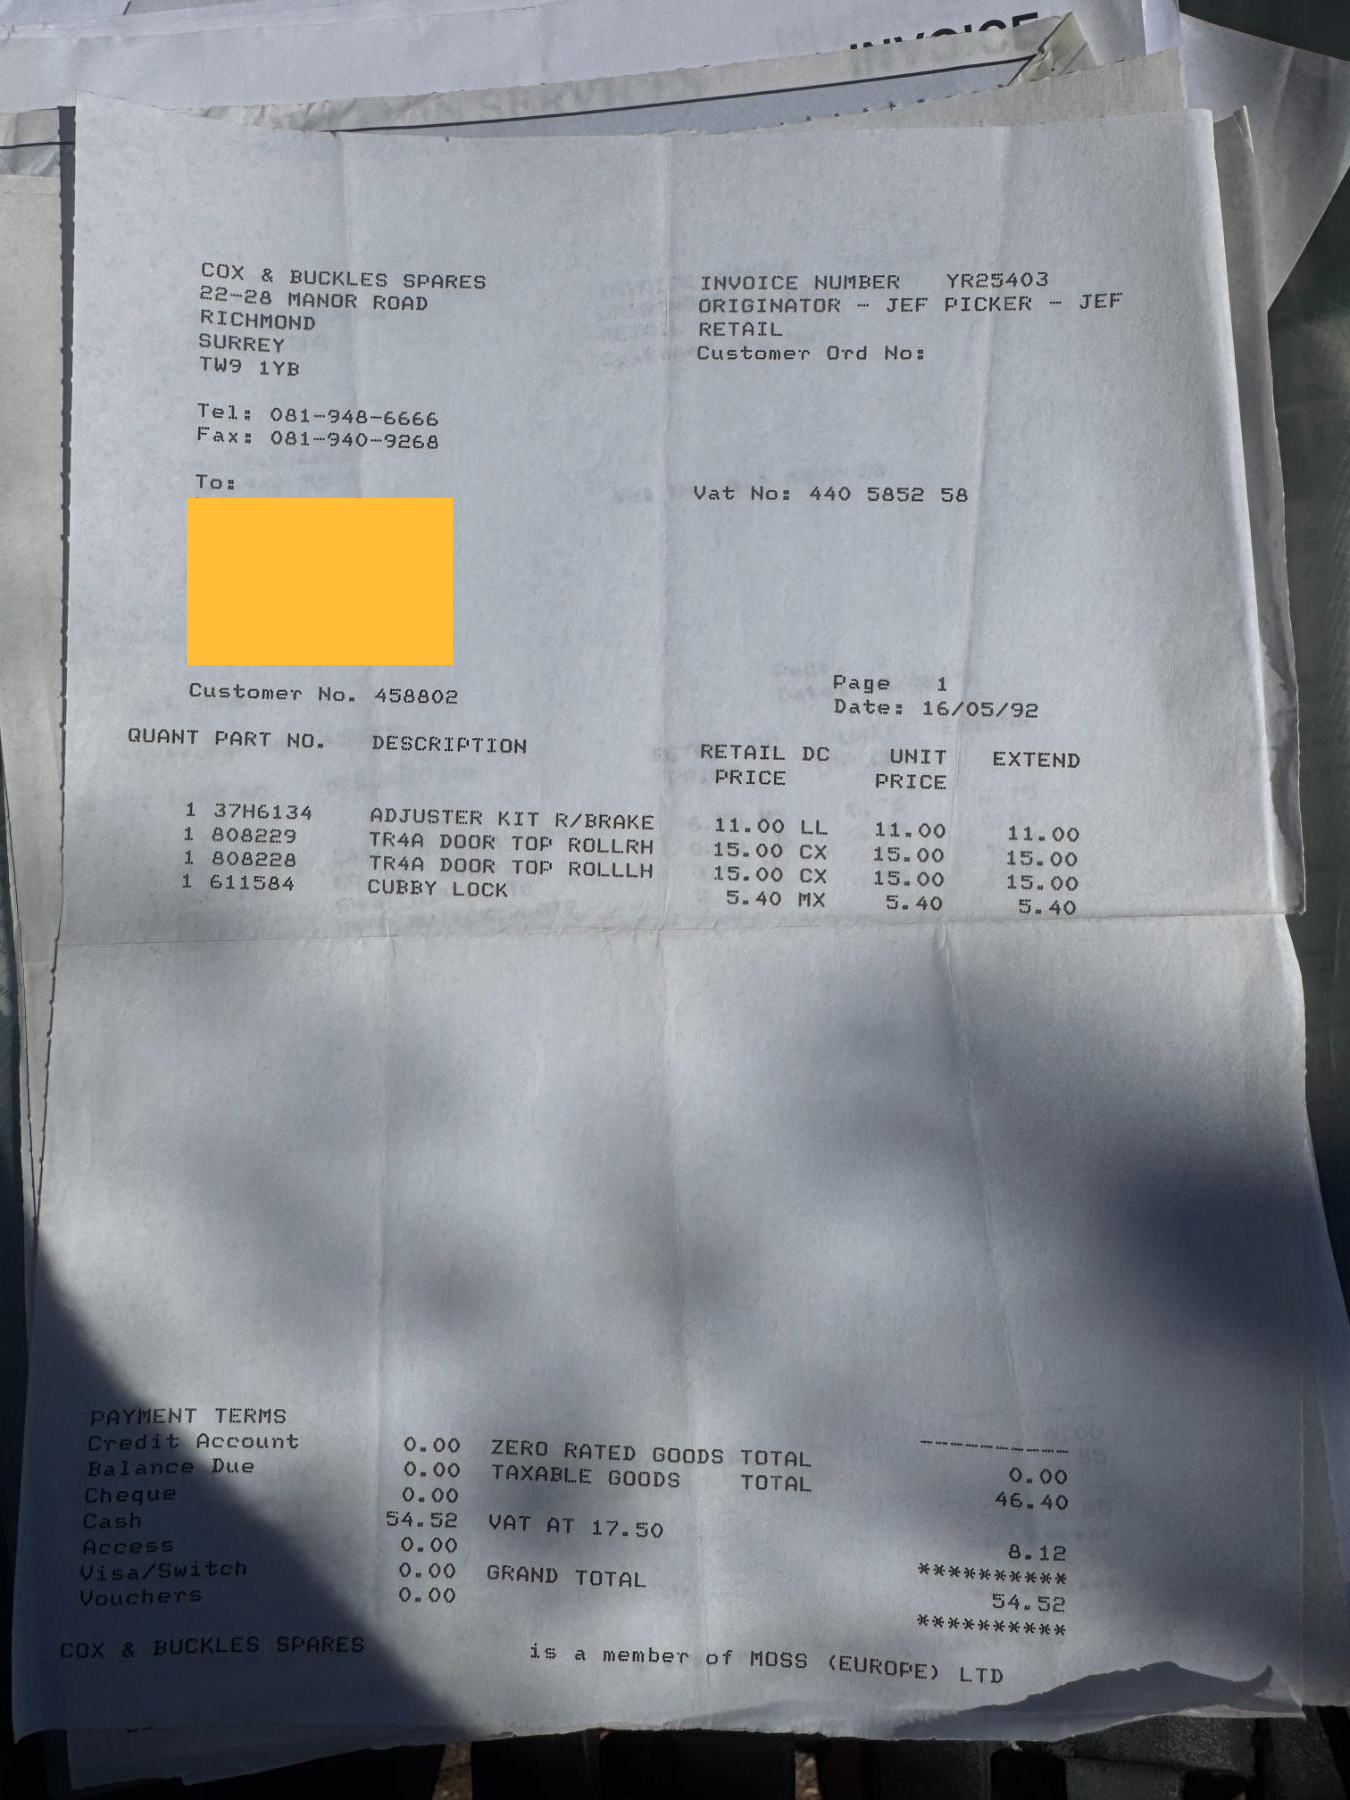 INVOICE
COX & BUCKLES SPARES
22-28 MANOR ROAD
RICHMOND
SURREY
TW9 1YB
Tel: 081-948-6666
Fax: 081-940-9268
To:
INVOICE NUMBER YR25403
ORIGINATOR - JEF PICKER - JEF
RETAIL
Customer Ord No:
Vat No: 440 5852 58
Customer No. 458802
Page 1
Date: 16/05/92
QUANT PART NO. DESCRIPTION RETAIL DC UNIT EXTEND
PRICE PRICE
1 37H6134 ADJUSTER KIT R/BRAKE 11.00 LL 11.00 11.00
1 808229 TR4A DOOR TOP ROLLRH 15.00 CX 15.00 15.00
1 808228 TR4A DOOR TOP ROLLLH 15.00 CX 15.00 15.00
1 611584 CUBBY LOCK 5.40 MX 5.40 5.40
PAYMENT TERMS
Credit Account 0.00 ZERO RATED GOODS TOTAL 0.00
Balance Due 0.00 TAXABLE GOODS TOTAL 46.40
Cheque 0.00
Cash 54.52 VAT AT 17.50 8.12
Access 0.00 **********
Visa/Switch 0.00 GRAND TOTAL 54.52
Vouchers 0.00 **********
COX & BUCKLES SPARES is a member of MOSS (EUROPE) LTD